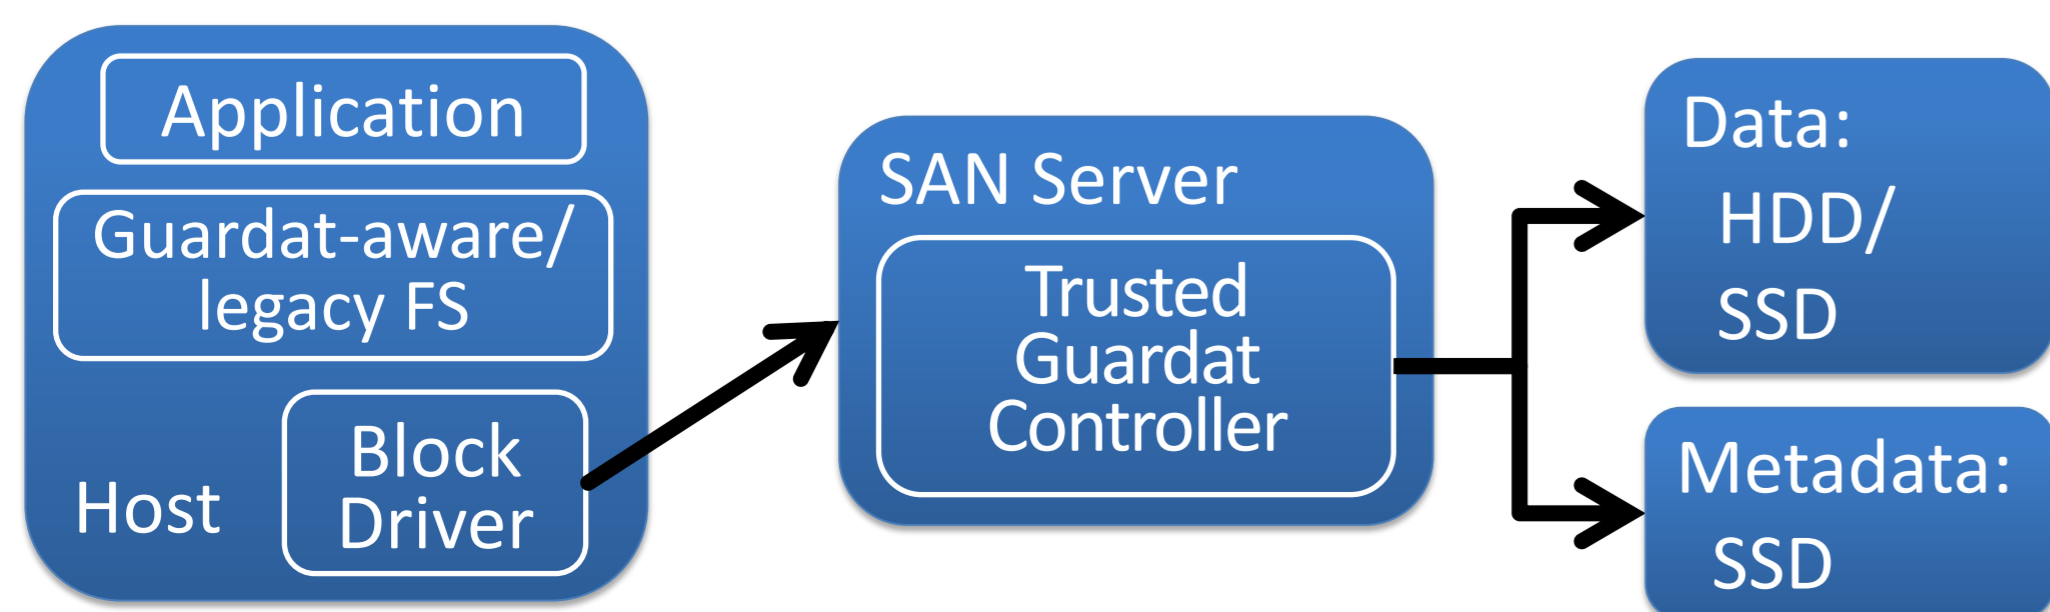 Application
Guardat-aware/
legacy FS
Block
Driver
Host
SAN Server
Trusted
Guardat
Controller
Data:
HDD/
SSD
Metadata:
SSD